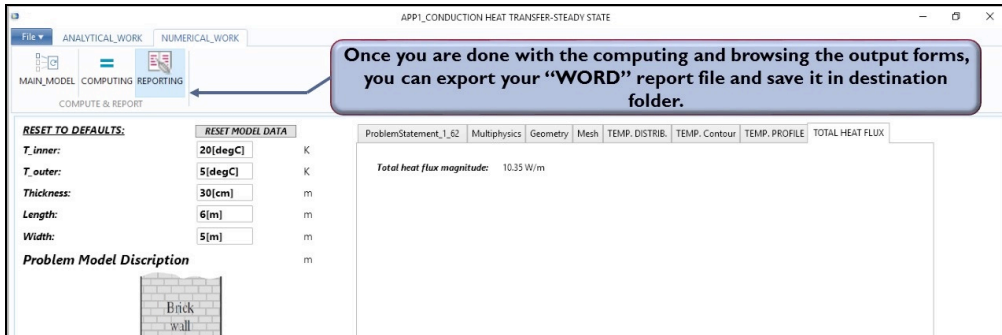 APP1_CONDUCTION HEAT TRANSFER-STEADY STATE
File ANALYTICAL_WORK NUMERICAL_WORK
MAIN_MODEL COMPUTING REPORTING
COMPUTE & REPORT
Once you are done with the computing and browsing the output forms,
you can export your “WORD” report file and save it in destination
folder.
RESET TO DEFAULTS: RESET MODEL DATA
T_inner: 20[degC] K
T_outer: 5[degC] K
Thickness: 30[cm] m
Length: 6[m] m
Width: 5[m] m
Problem Model Discription m
Brick
wall
ProblemStatement_1_62 Multiphysics Geometry Mesh TEMP. DISTRIB. TEMP. Contour TEMP. PROFILE TOTAL HEAT FLUX
Total heat flux magnitude: 10.35 W/m